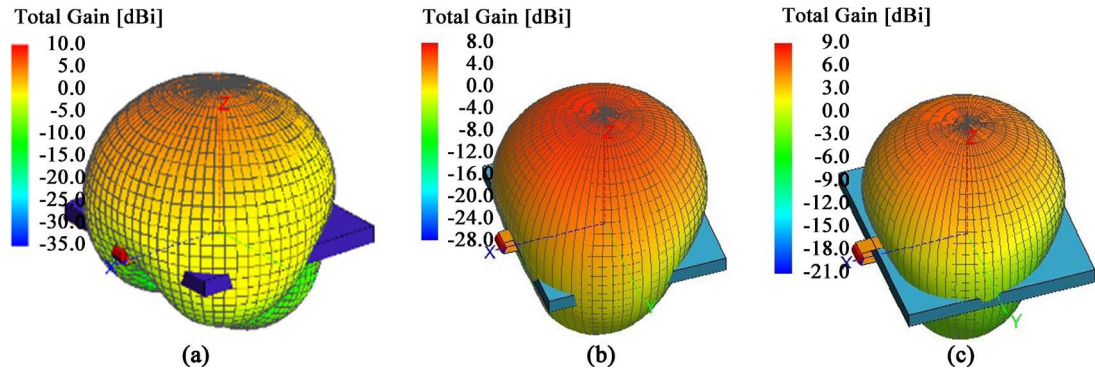 Total Gain [dBi]
10.0
5.0
0.0
-5.0
-10.0
-15.0
-20.0
-25.0
-30.0
-35.0
Z
X
(a)
Total Gain [dBi]
8.0
4.0
0.0
-4.0
-8.0
-12.0
-16.0
-20.0
-24.0
-28.0
Z
X
Y
(b)
Total Gain [dBi]
9.0
6.0
3.0
0.0
-3.0
-6.0
-9.0
-12.0
-15.0
-18.0
-21.0
Z
X
Y
(c)